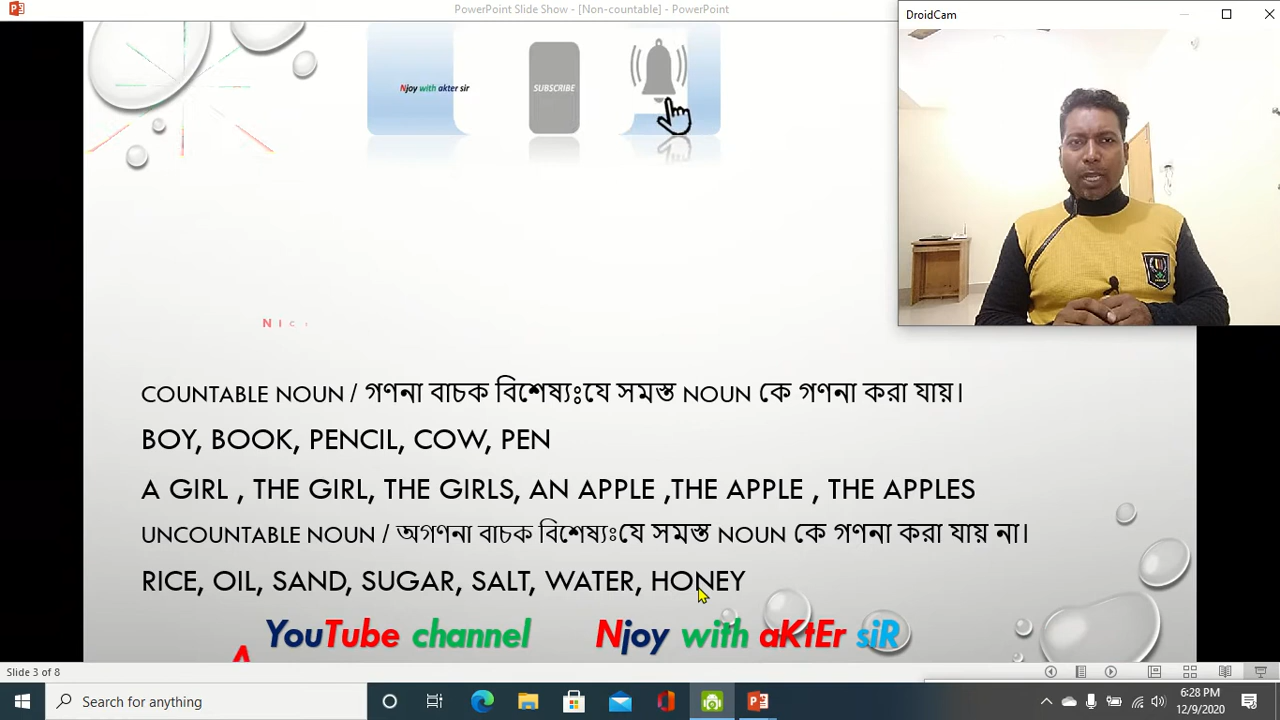 PowerPoint Slide Show - [Non-countable] - PowerPoint
DroidCam
Njoy with akter sir
SUBSCRIBE
NIC
COUNTABLE NOUN / গণনা বাচক বিশেষ্যঃযে সমস্ত NOUN কে গণনা করা যায়।
BOY, BOOK, PENCIL, COW, PEN
A GIRL , THE GIRL, THE GIRLS, AN APPLE ,THE APPLE , THE APPLES
UNCOUNTABLE NOUN / অগণনা বাচক বিশেষ্যঃযে সমস্ত NOUN কে গণনা করা যায় না।
RICE, OIL, SAND, SUGAR, SALT, WATER, HONEY
YouTube channel Njoy with aKtEr siR
A
Slide 3 of 8
Search for anything
6:28 PM
12/9/2020